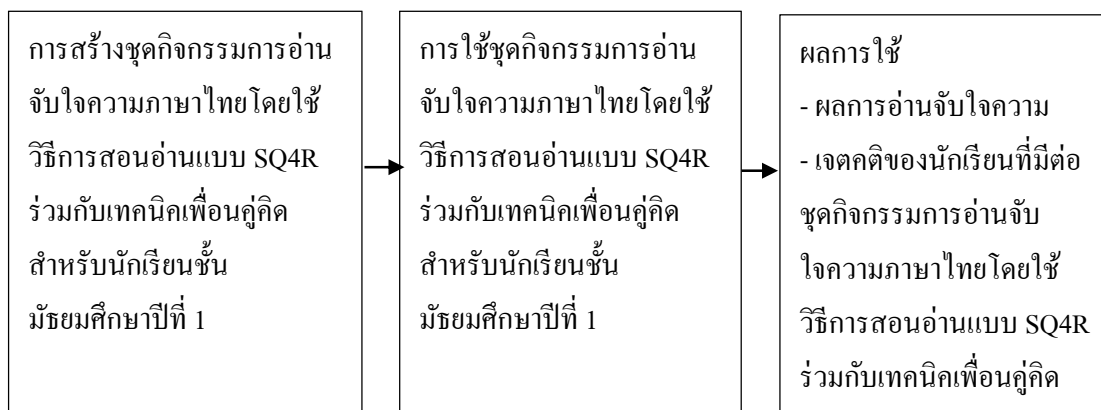 การสร้างชุดกิจกรรมการอ่าน
จับใจความภาษาไทยโดยใช้
วิธีการสอนอ่านแบบ SQ4R
ร่วมกับเทคนิคเพื่อนคู่คิด
สำหรับนักเรียนชั้น
มัธยมศึกษาปีที่ 1
การใช้ชุดกิจกรรมการอ่าน
จับใจความภาษาไทยโดยใช้
วิธีการสอนอ่านแบบ SQ4R
ร่วมกับเทคนิคเพื่อนคู่คิด
สำหรับนักเรียนชั้น
มัธยมศึกษาปีที่ 1
ผลการใช้
- ผลการอ่านจับใจความ
- เจตคติของนักเรียนที่มีต่อ
ชุดกิจกรรมการอ่านจับ
ใจความภาษาไทยโดยใช้
วิธีการสอนอ่านแบบ SQ4R
ร่วมกับเทคนิคเพื่อนคู่คิด